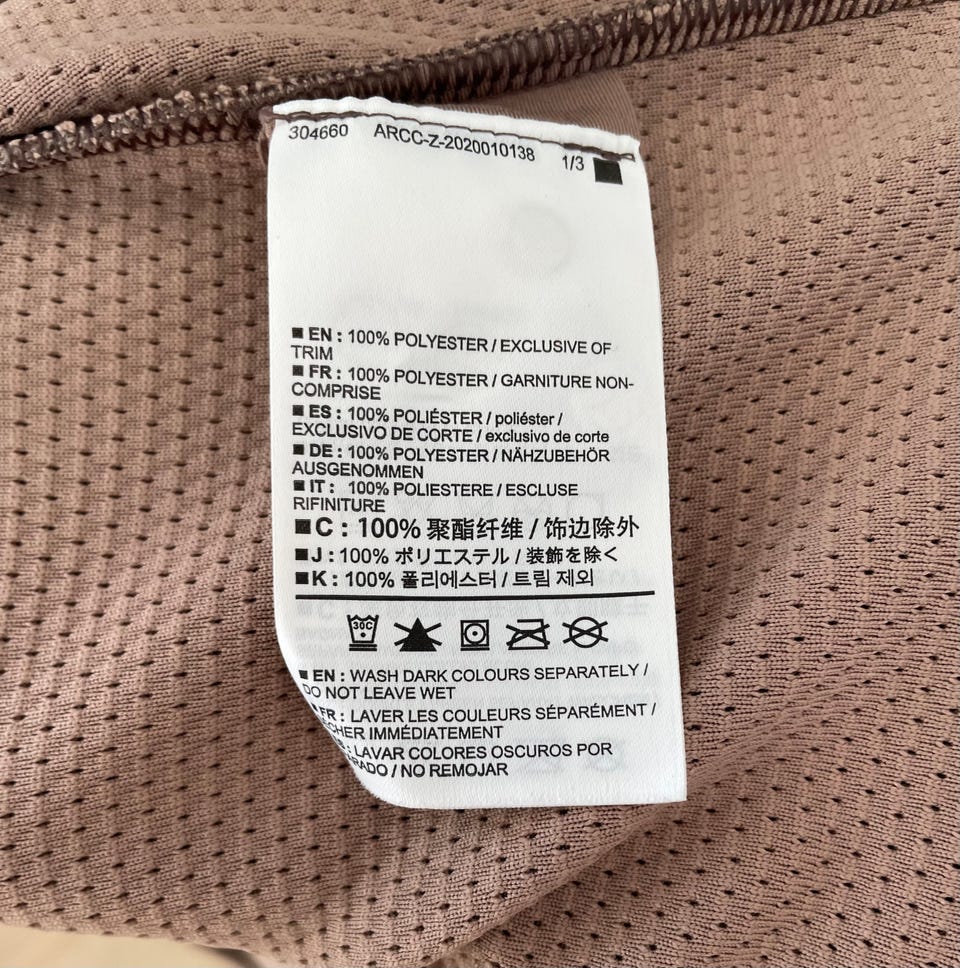 304660 ARCC-Z-2020010138 1/3
EN : 100% POLYESTER / EXCLUSIVE OF
TRIM
FR : 100% POLYESTER / GARNITURE NON-
COMPRISE
ES : 100% POLIÉSTER / poliéster /
EXCLUSIVO DE CORTE / exclusivo de corte
DE : 100% POLYESTER / NÄHZUBEHÖR
AUSGENOMMEN
IT : 100% POLIESTERE / ESCLUSE
RIFINITURE
C : 100% 聚酯纤维 / 饰边除外
J : 100% ポリエステル / 装飾を除く
K : 100% 폴리에스터 / 트림 제외
30C
EN : WASH DARK COLOURS SEPARATELY /
DO NOT LEAVE WET
FR : LAVER LES COULEURS SÉPARÉMENT /
IMMÉDIATEMENT
LAVAR COLORES OSCUROS POR
/ NO REMOJAR